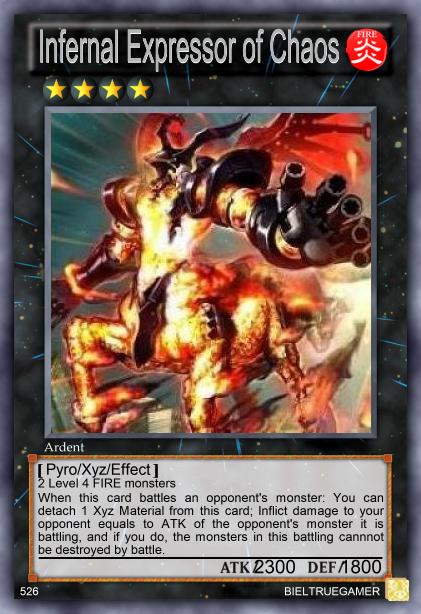 Infernal Expressor of Chaos
FIRE
炎
Ardent
[ Pyro/Xyz/Effect ]
2 Level 4 FIRE monsters
When this card battles an opponent's monster: You can
detach 1 Xyz Material from this card; Inflict damage to your
opponent equals to ATK of the opponent's monster it is
battling, and if you do, the monsters in this battling cannnot
be destroyed by battle.
ATK/2300 DEF/1800
526 BIELTRUEGAMER